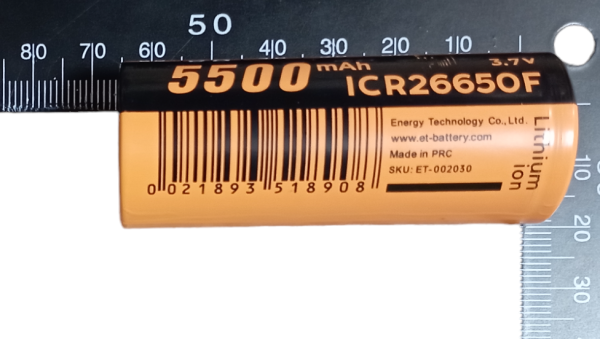 50
80 70 60 40 30 20 10
5500mAh 3.7V
ICR26650F
Energy Technology Co.,Ltd.
www.et-battery.com
Made in PRC
SKU: ET-002030
Lithium
ion
0 021893 518908
10
20
30